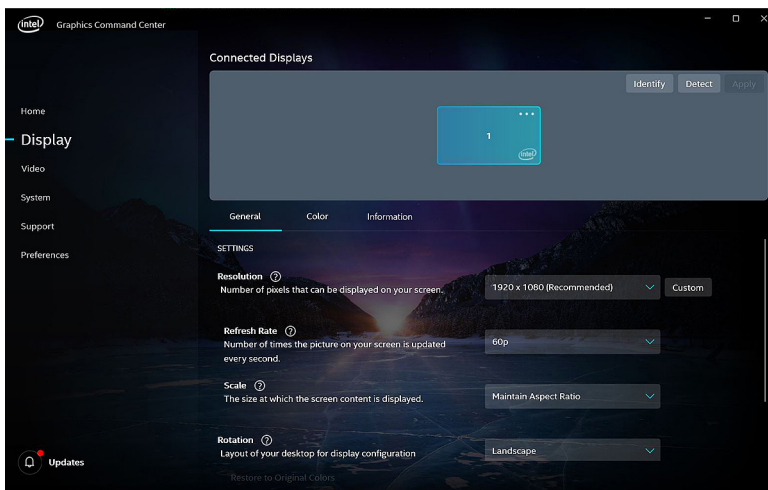 intel Graphics Command Center
Connected Displays
Identify Detect Apply
1
intel
Home
Display
Video
System
Support
Preferences
Updates
General Color Information
SETTINGS
Resolution ?
Number of pixels that can be displayed on your screen.
1920 x 1080 (Recommended)
Custom
Refresh Rate ?
Number of times the picture on your screen is updated
every second.
60p
Scale ?
The size at which the screen content is displayed.
Maintain Aspect Ratio
Rotation ?
Layout of your desktop for display configuration
Landscape
Restore to Original Colors